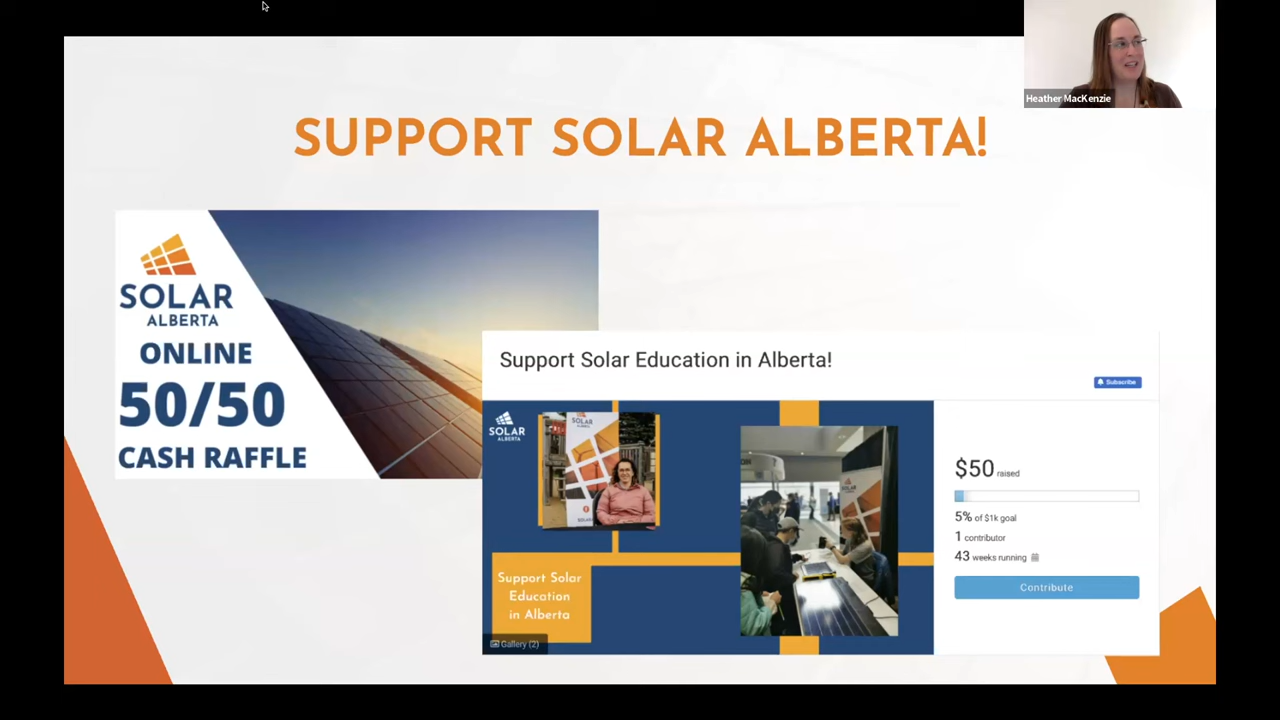 Heather MacKenzie
SUPPORT SOLAR ALBERTA!
SOLAR
ALBERTA
ONLINE
50/50
CASH RAFFLE
Support Solar Education in Alberta!
Subscribe
SOLAR
ALBERTA
SOLAR
ALBERTA
Support Solar
Education
in Alberta
Gallery (2)
$50 raised
5% of $1k goal
1 contributor
43 weeks running
Contribute